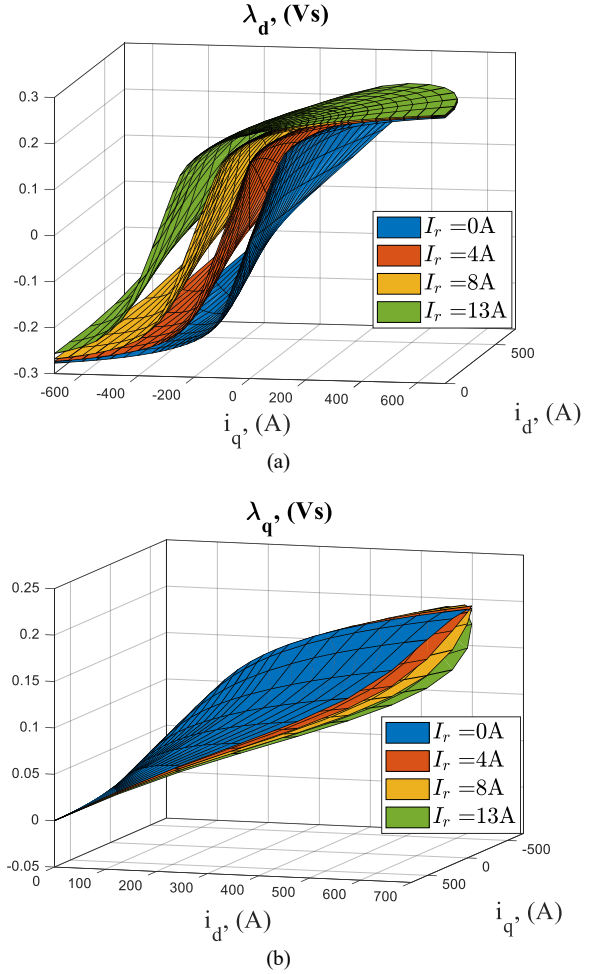 λd, (Vs)
0.3
0.2
0.1
0
-0.1
-0.2
-0.3
-600 -400 -200 0 200 400 600
0 500
iq, (A)
id, (A)
Ir =0A
Ir =4A
Ir =8A
Ir =13A
(a)
λq, (Vs)
0.25
0.2
0.15
0.1
0.05
0
-0.05
0 100 200 300 400 500 600 700
500 0 -500
id, (A)
iq, (A)
Ir =0A
Ir =4A
Ir =8A
Ir =13A
(b)